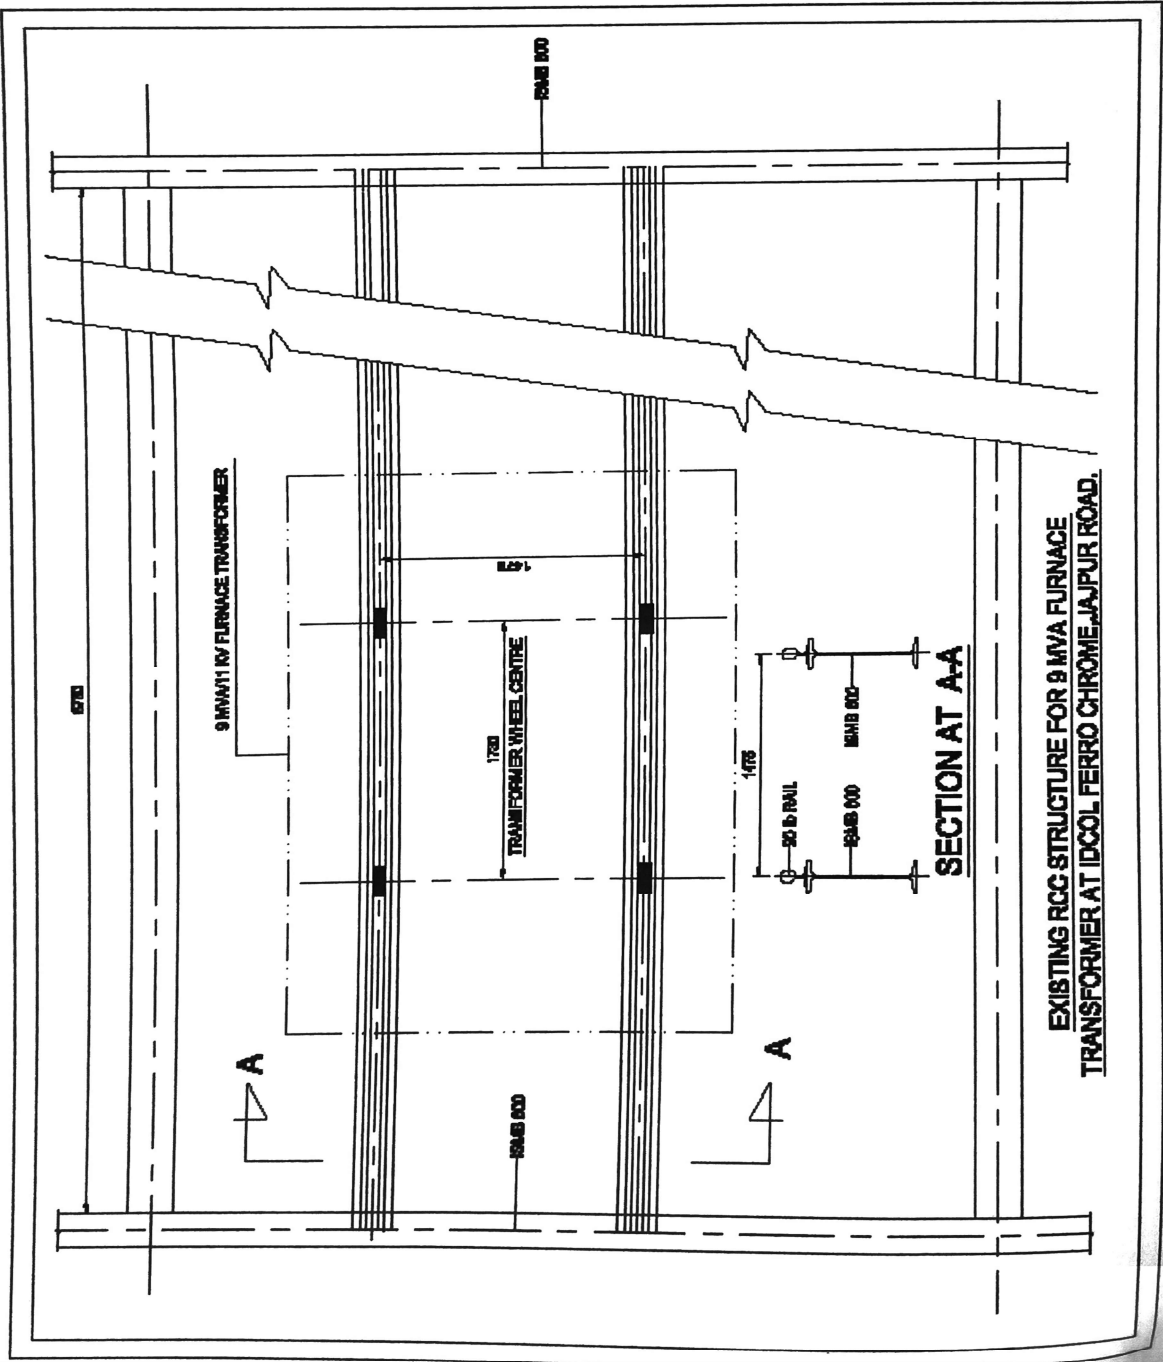 9 MVA/11 KV FURNACE TRANSFORMER
ISMB 600
1730
TRANSFORMER WHEEL CENTRE
ISMB 600
A
A
1475
90 lb RAIL
ISMB 600
ISMB 600
SECTION AT A-A
EXISTING RCC STRUCTURE FOR 9 MVA FURNACE
TRANSFORMER AT IDCOL FERRO CHROME,JAJPUR ROAD.